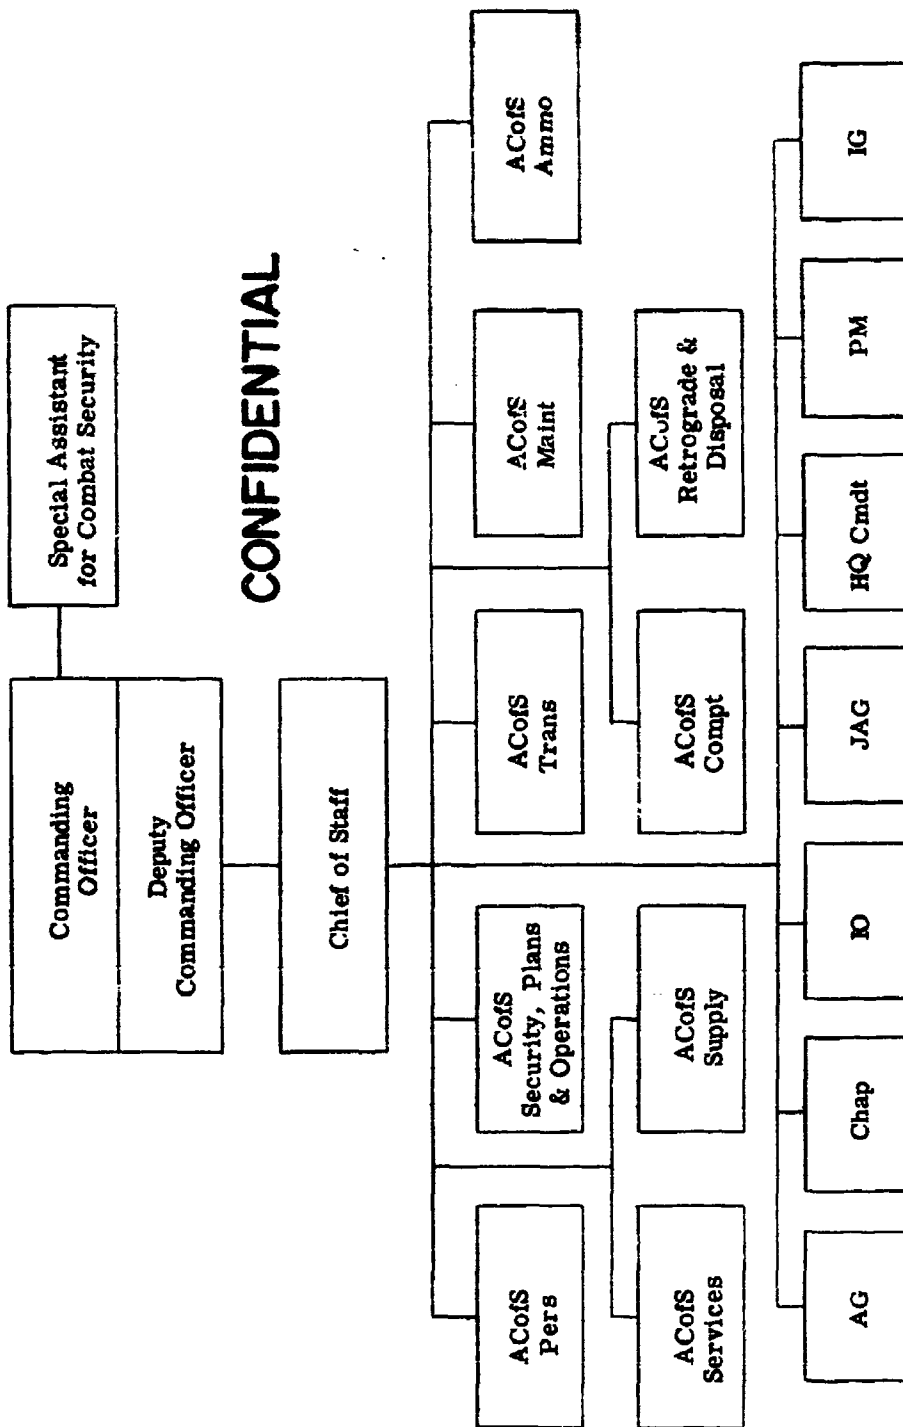 Commanding
Officer
Special Assistant
for Combat Security
Deputy
Commanding Officer
Chief of Staff
CONFIDENTIAL
ACofS
Pers
ACofS
Security, Plans
& Operations
ACofS
Trans
ACofS
Maint
ACofS
Ammo
ACofS
Services
ACofS
Supply
ACofS
Compt
ACofS
Retrograde &
Disposal
AG
Chap
IO
JAG
HQ Cmdt
PM
IG